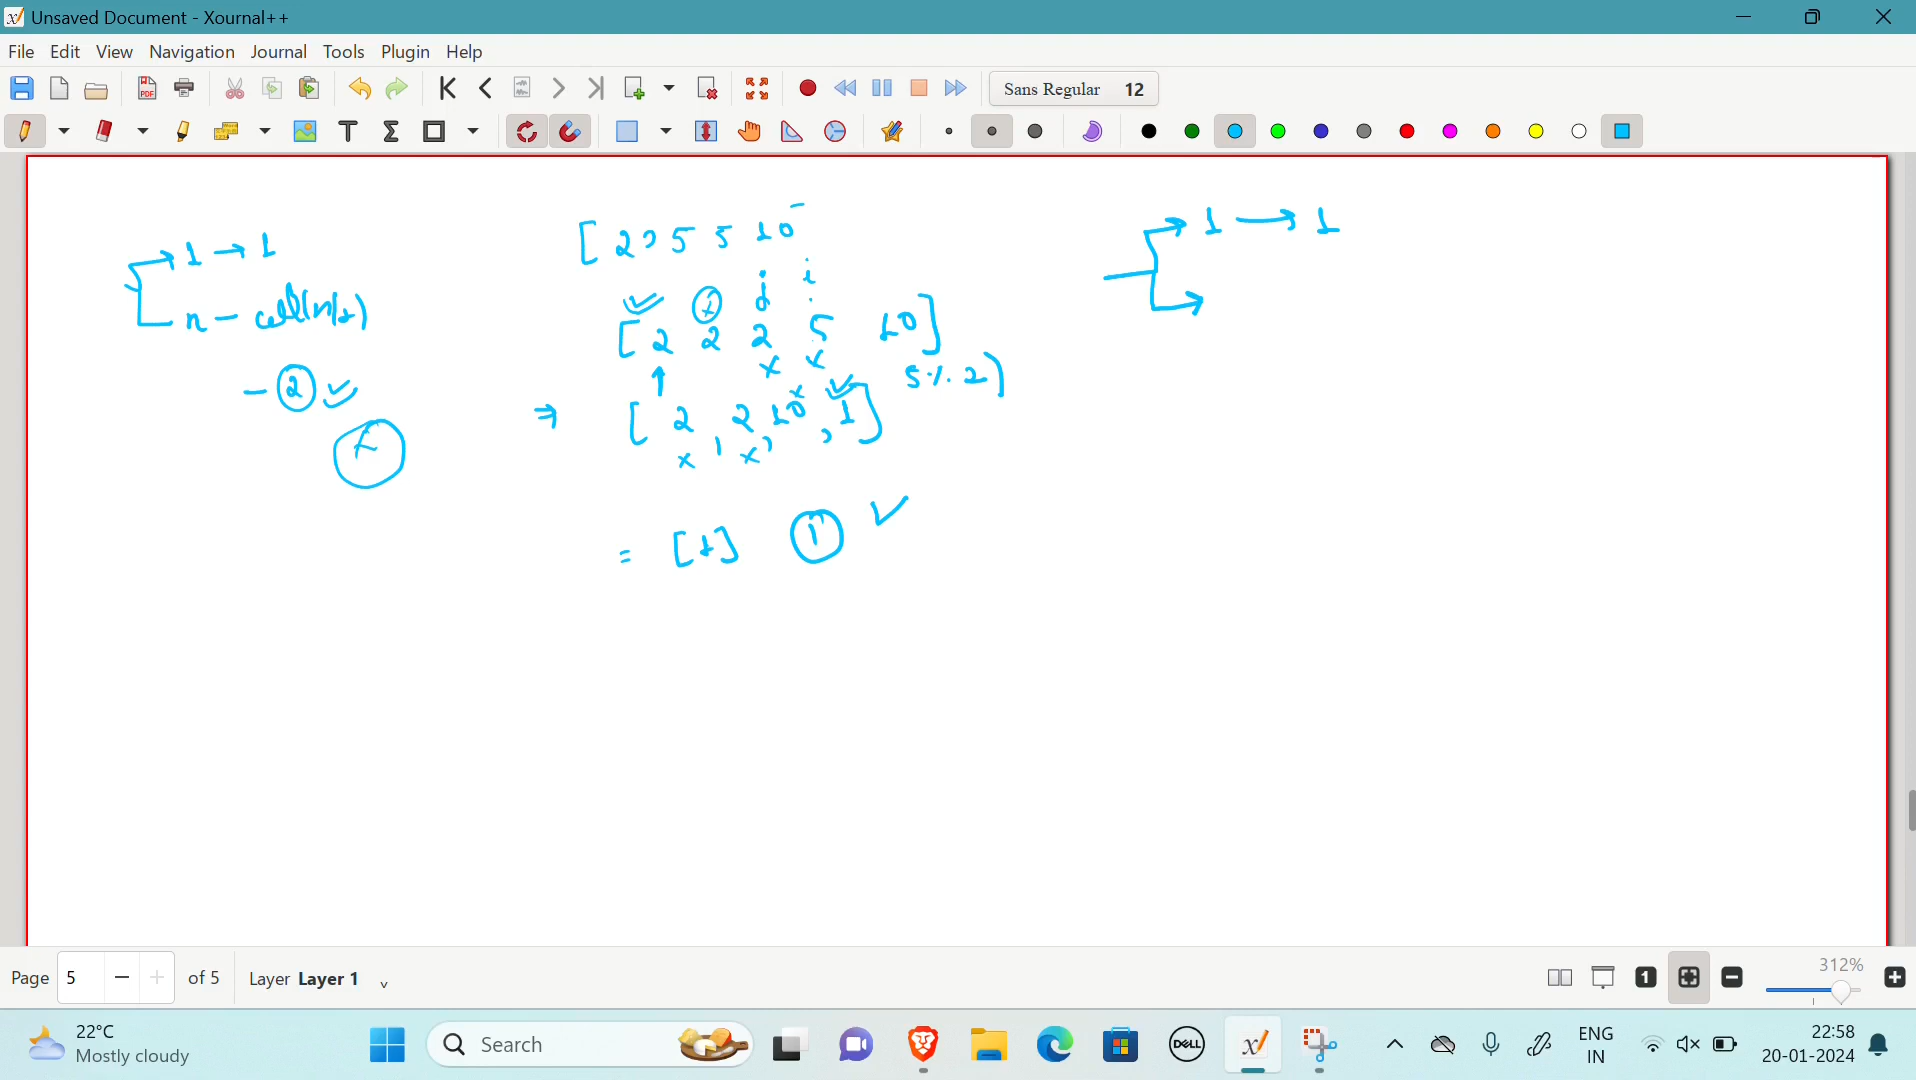 Unsaved Document - Xournal++
File Edit View Navigation Journal Tools Plugin Help
PDF
Sans Regular 12
1 → 1
n - ceil(n/2)
- 2
[ 2 2 5 5 10
j i
[ 2 2 2 5 10 ]
x x
5 % 2 )
⇒ [ 2 , 2 , 10 , 1 ]
x x
= [ 1 ] 1
1 → 1
Page 5 of 5 Layer Layer 1
312%
22°C
Mostly cloudy
Search
DELL
ENG
IN
22:58
20-01-2024